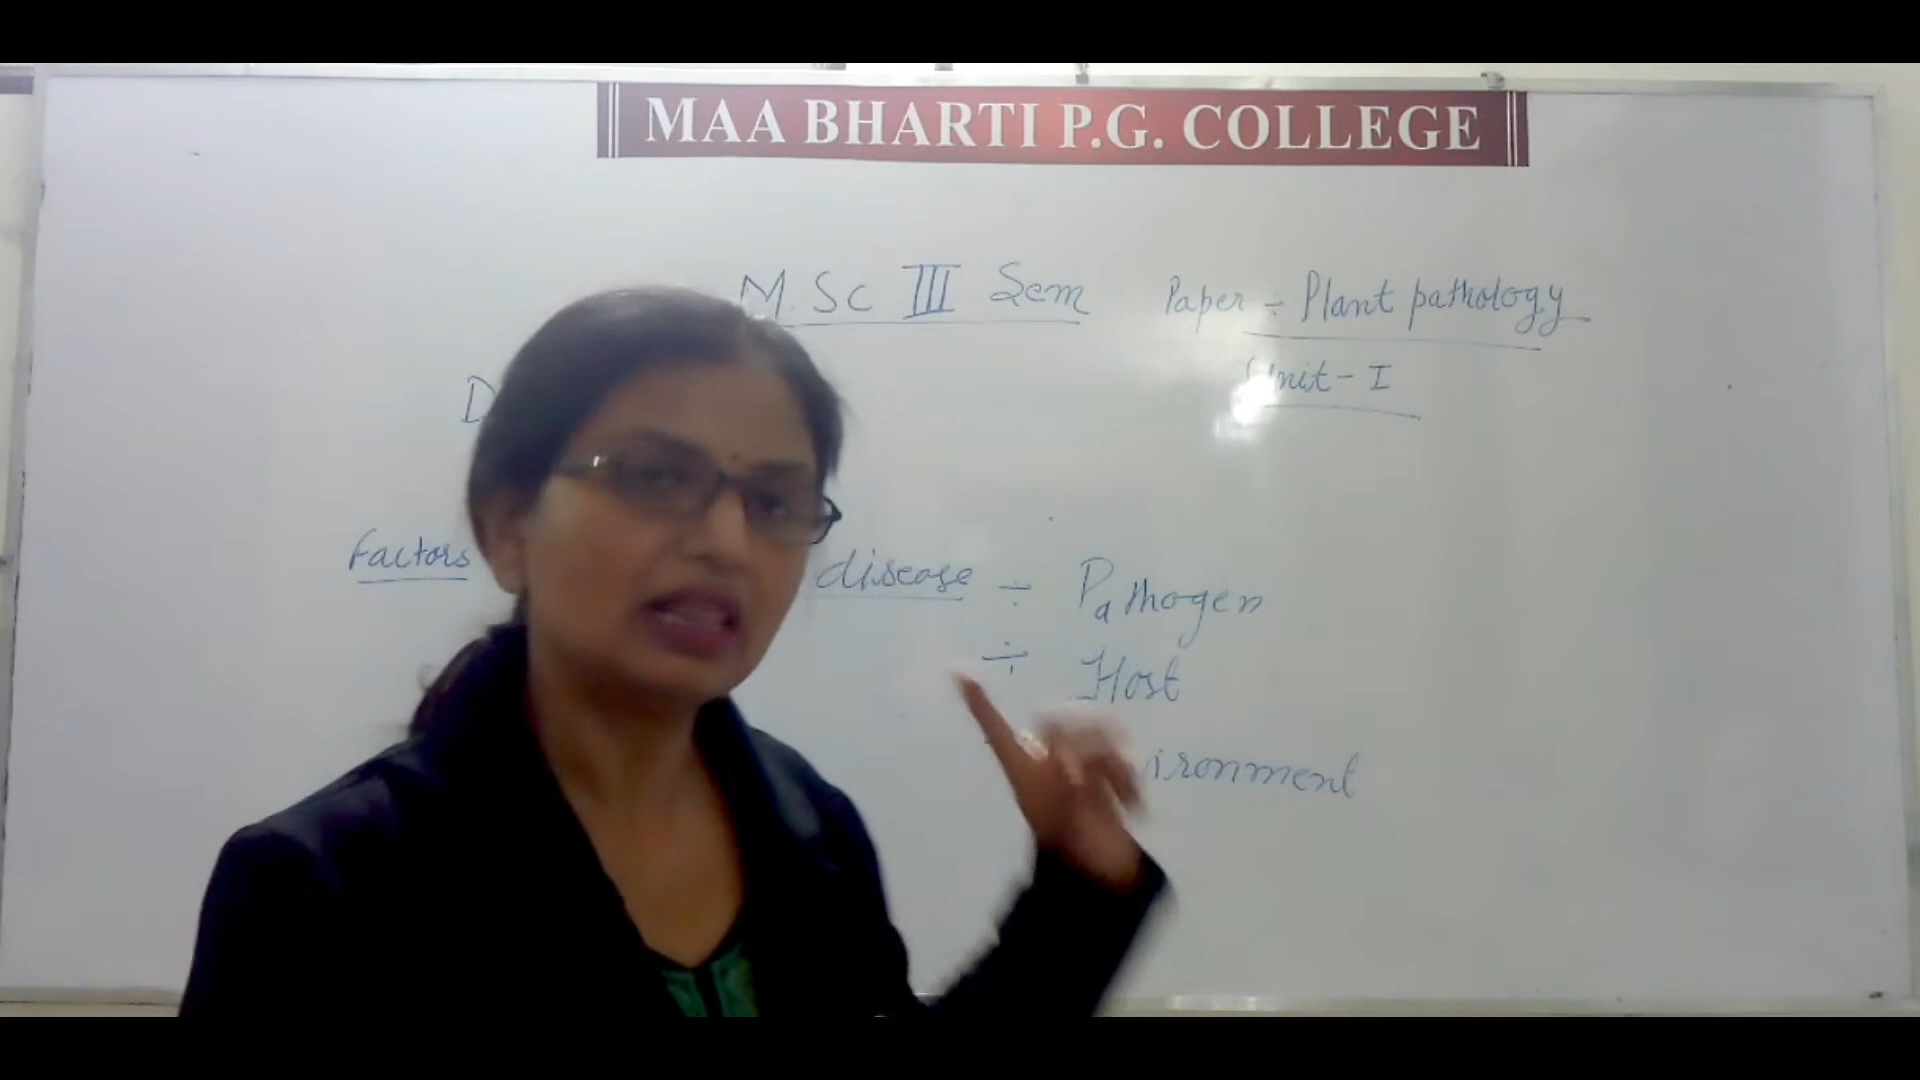 MAA BHARTI P.G. COLLEGE
M.Sc III Sem Paper ÷ Plant pathology
Unit - I
Factors disease ÷ Pathogen
÷ Host